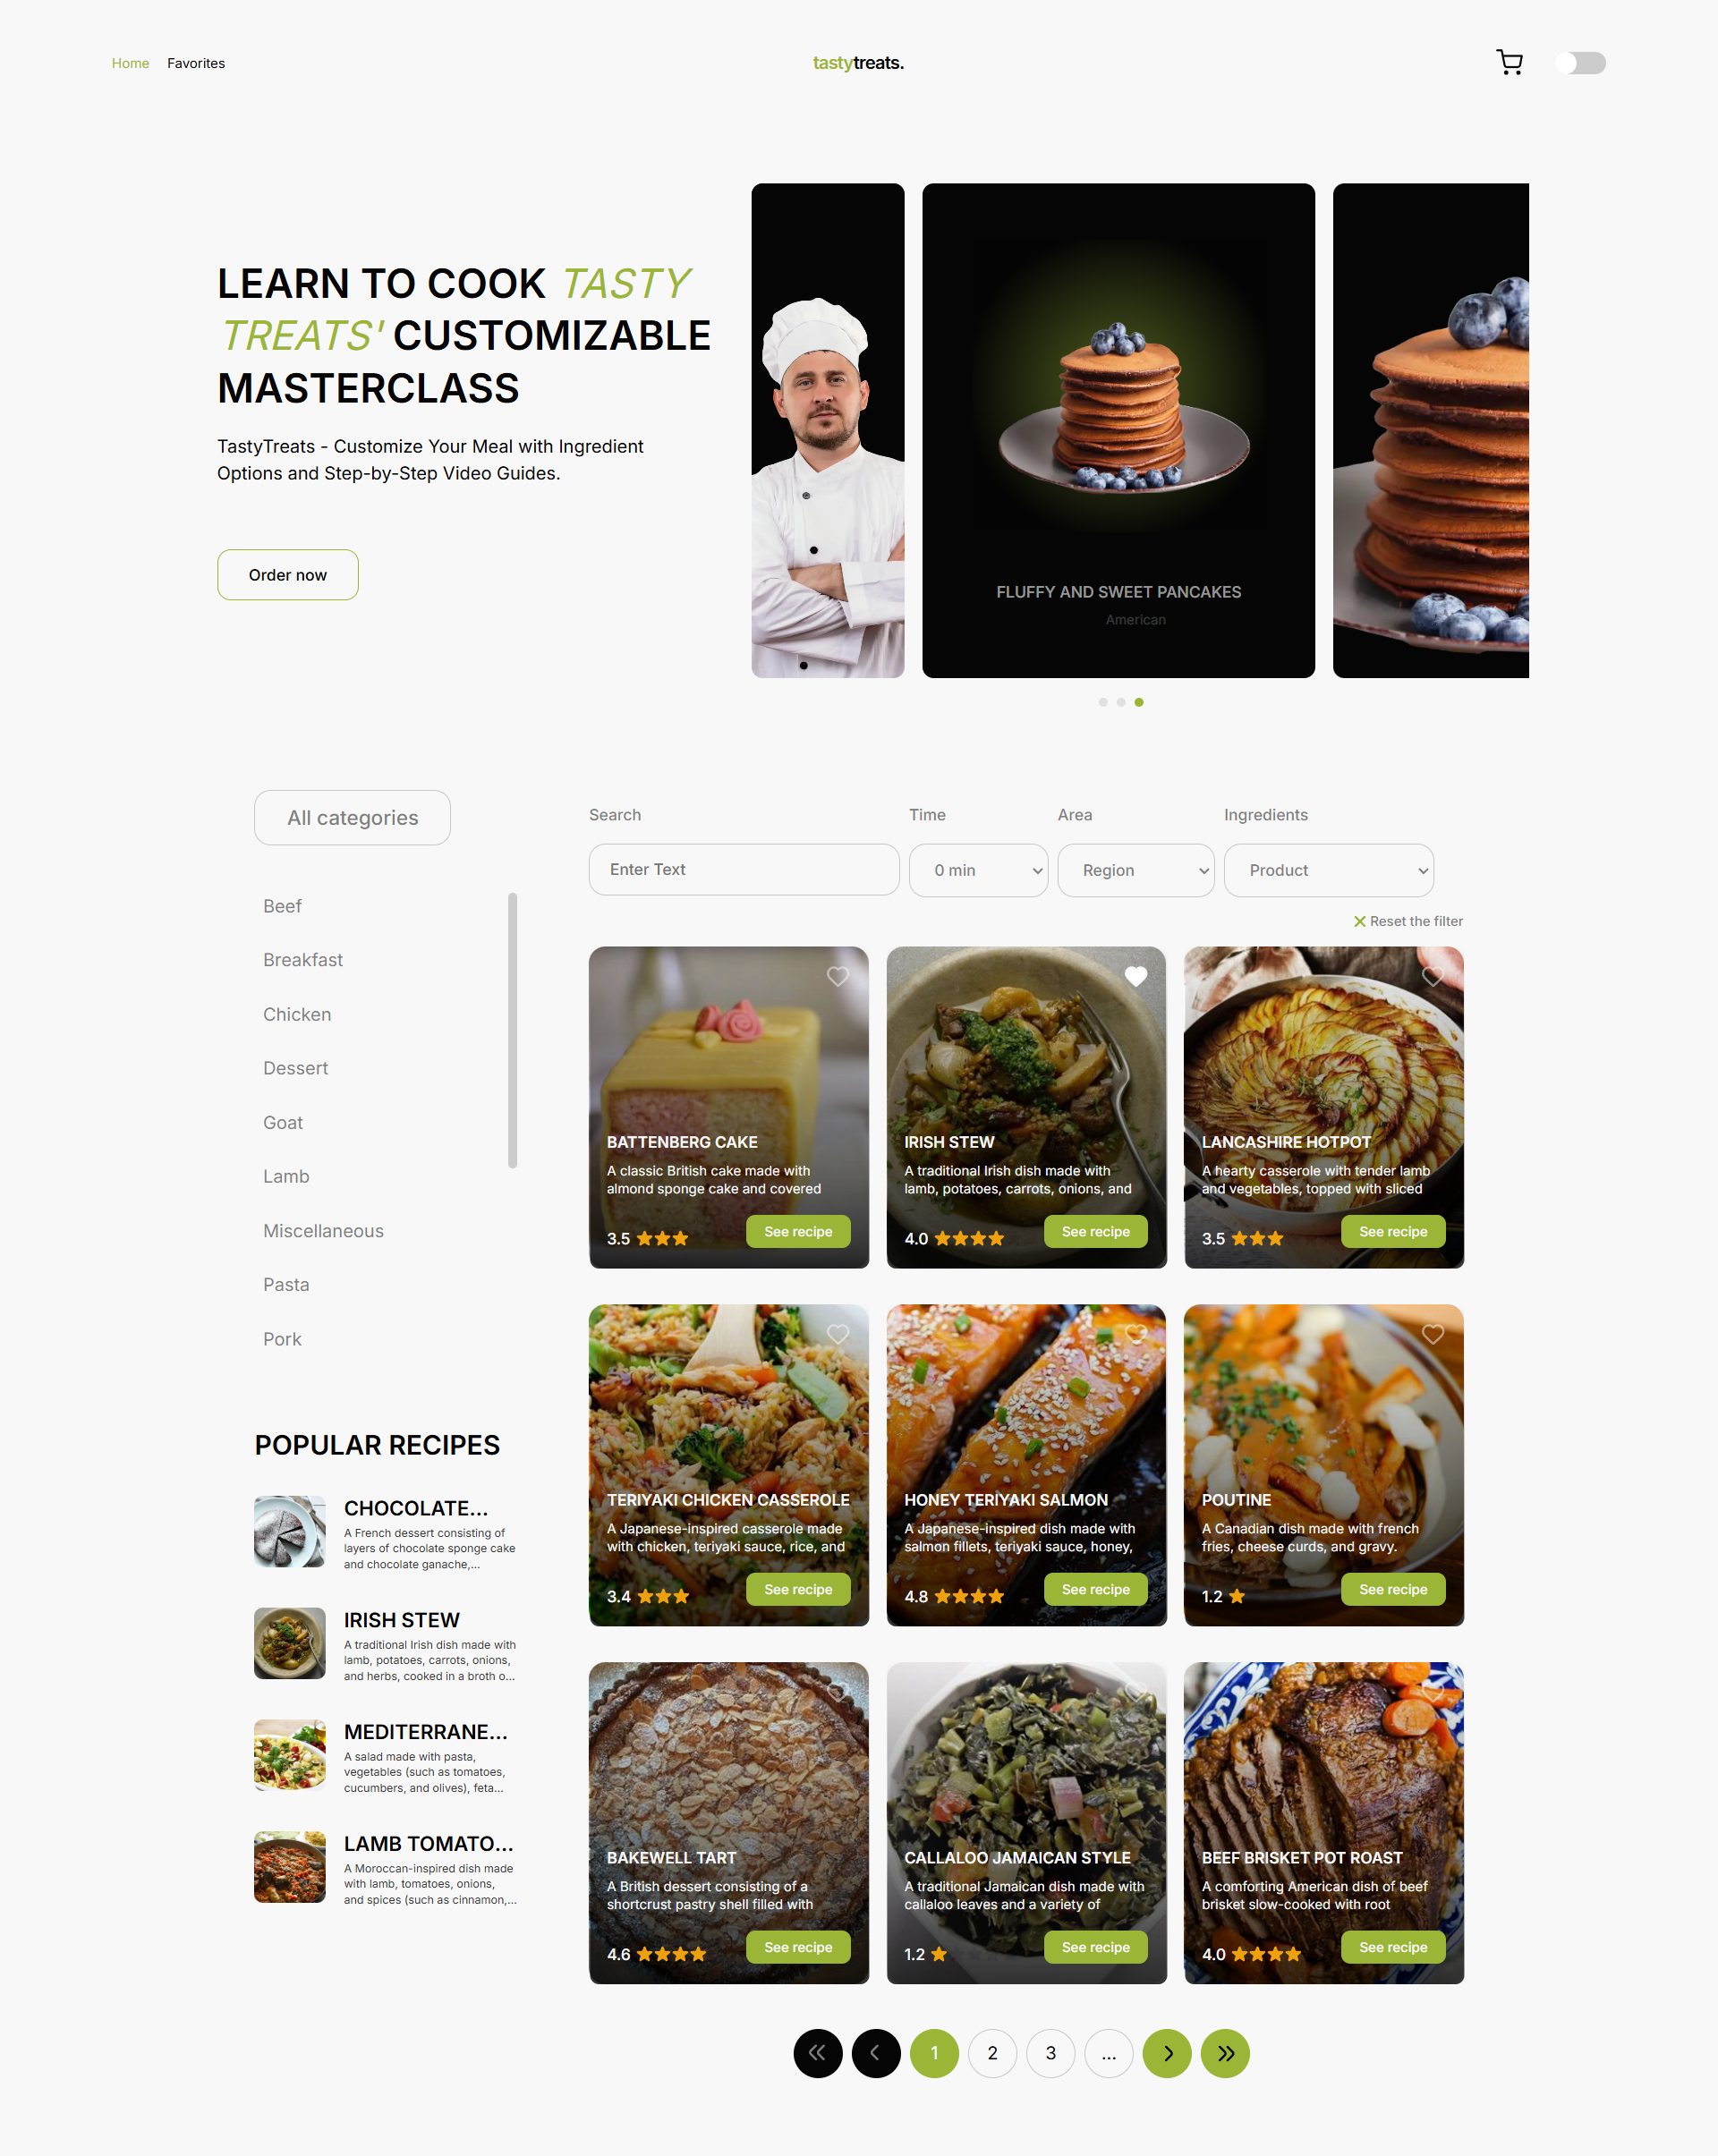 Home Favorites
tastytreats.
LEARN TO COOK TASTY
TREATS' CUSTOMIZABLE
MASTERCLASS
TastyTreats - Customize Your Meal with Ingredient
Options and Step-by-Step Video Guides.
Order now
FLUFFY AND SWEET PANCAKES
American
All categories
Beef
Breakfast
Chicken
Dessert
Goat
Lamb
Miscellaneous
Pasta
Pork
POPULAR RECIPES
CHOCOLATE...
A French dessert consisting of
layers of chocolate sponge cake
and chocolate ganache,...
IRISH STEW
A traditional Irish dish made with
lamb, potatoes, carrots, onions,
and herbs, cooked in a broth o...
MEDITERRANE...
A salad made with pasta,
vegetables (such as tomatoes,
cucumbers, and olives), feta...
LAMB TOMATO...
A Moroccan-inspired dish made
with lamb, tomatoes, onions,
and spices (such as cinnamon,...
Search Time Area Ingredients
Enter Text 0 min Region Product
Reset the filter
BATTENBERG CAKE
A classic British cake made with
almond sponge cake and covered
3.5 See recipe
IRISH STEW
A traditional Irish dish made with
lamb, potatoes, carrots, onions, and
4.0 See recipe
LANCASHIRE HOTPOT
A hearty casserole with tender lamb
and vegetables, topped with sliced
3.5 See recipe
TERIYAKI CHICKEN CASSEROLE
A Japanese-inspired casserole made
with chicken, teriyaki sauce, rice, and
3.4 See recipe
HONEY TERIYAKI SALMON
A Japanese-inspired dish made with
salmon fillets, teriyaki sauce, honey,
4.8 See recipe
POUTINE
A Canadian dish made with french
fries, cheese curds, and gravy.
1.2 See recipe
BAKEWELL TART
A British dessert consisting of a
shortcrust pastry shell filled with
4.6 See recipe
CALLALOO JAMAICAN STYLE
A traditional Jamaican dish made with
callaloo leaves and a variety of
1.2 See recipe
BEEF BRISKET POT ROAST
A comforting American dish of beef
brisket slow-cooked with root
4.0 See recipe
1 2 3 ...